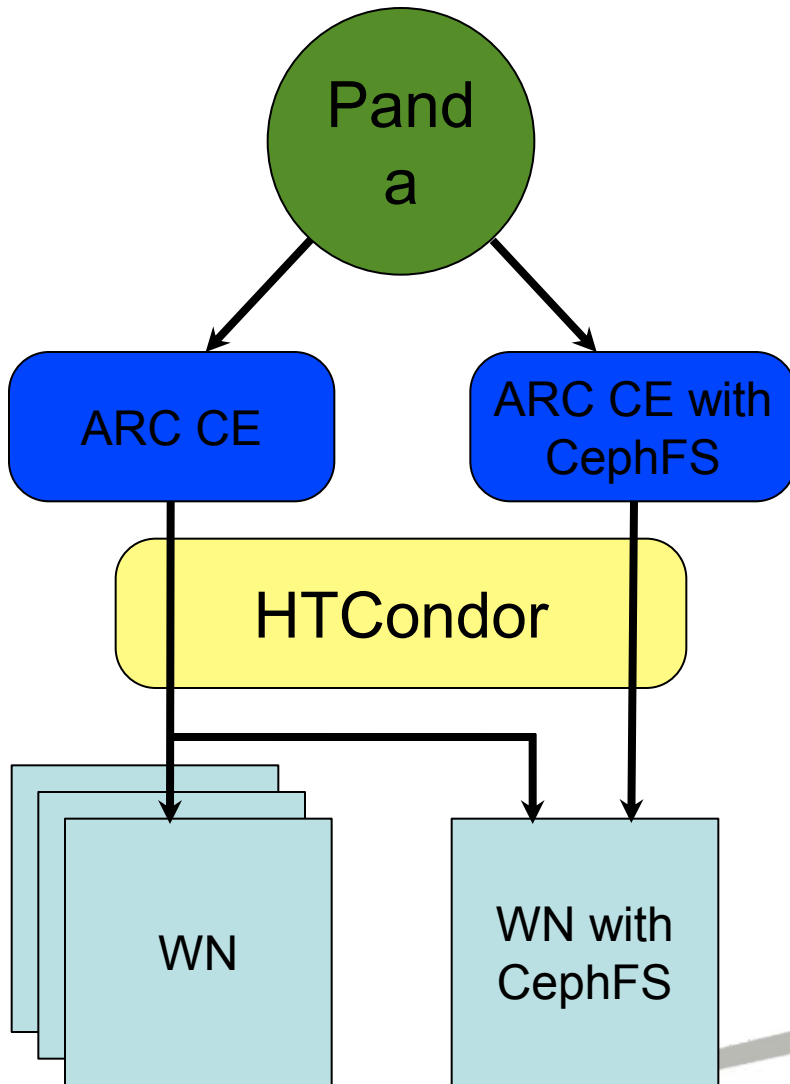 Pand
a
ARC CE
ARC CE with
CephFS
HTCondor
WN
WN with
CephFS